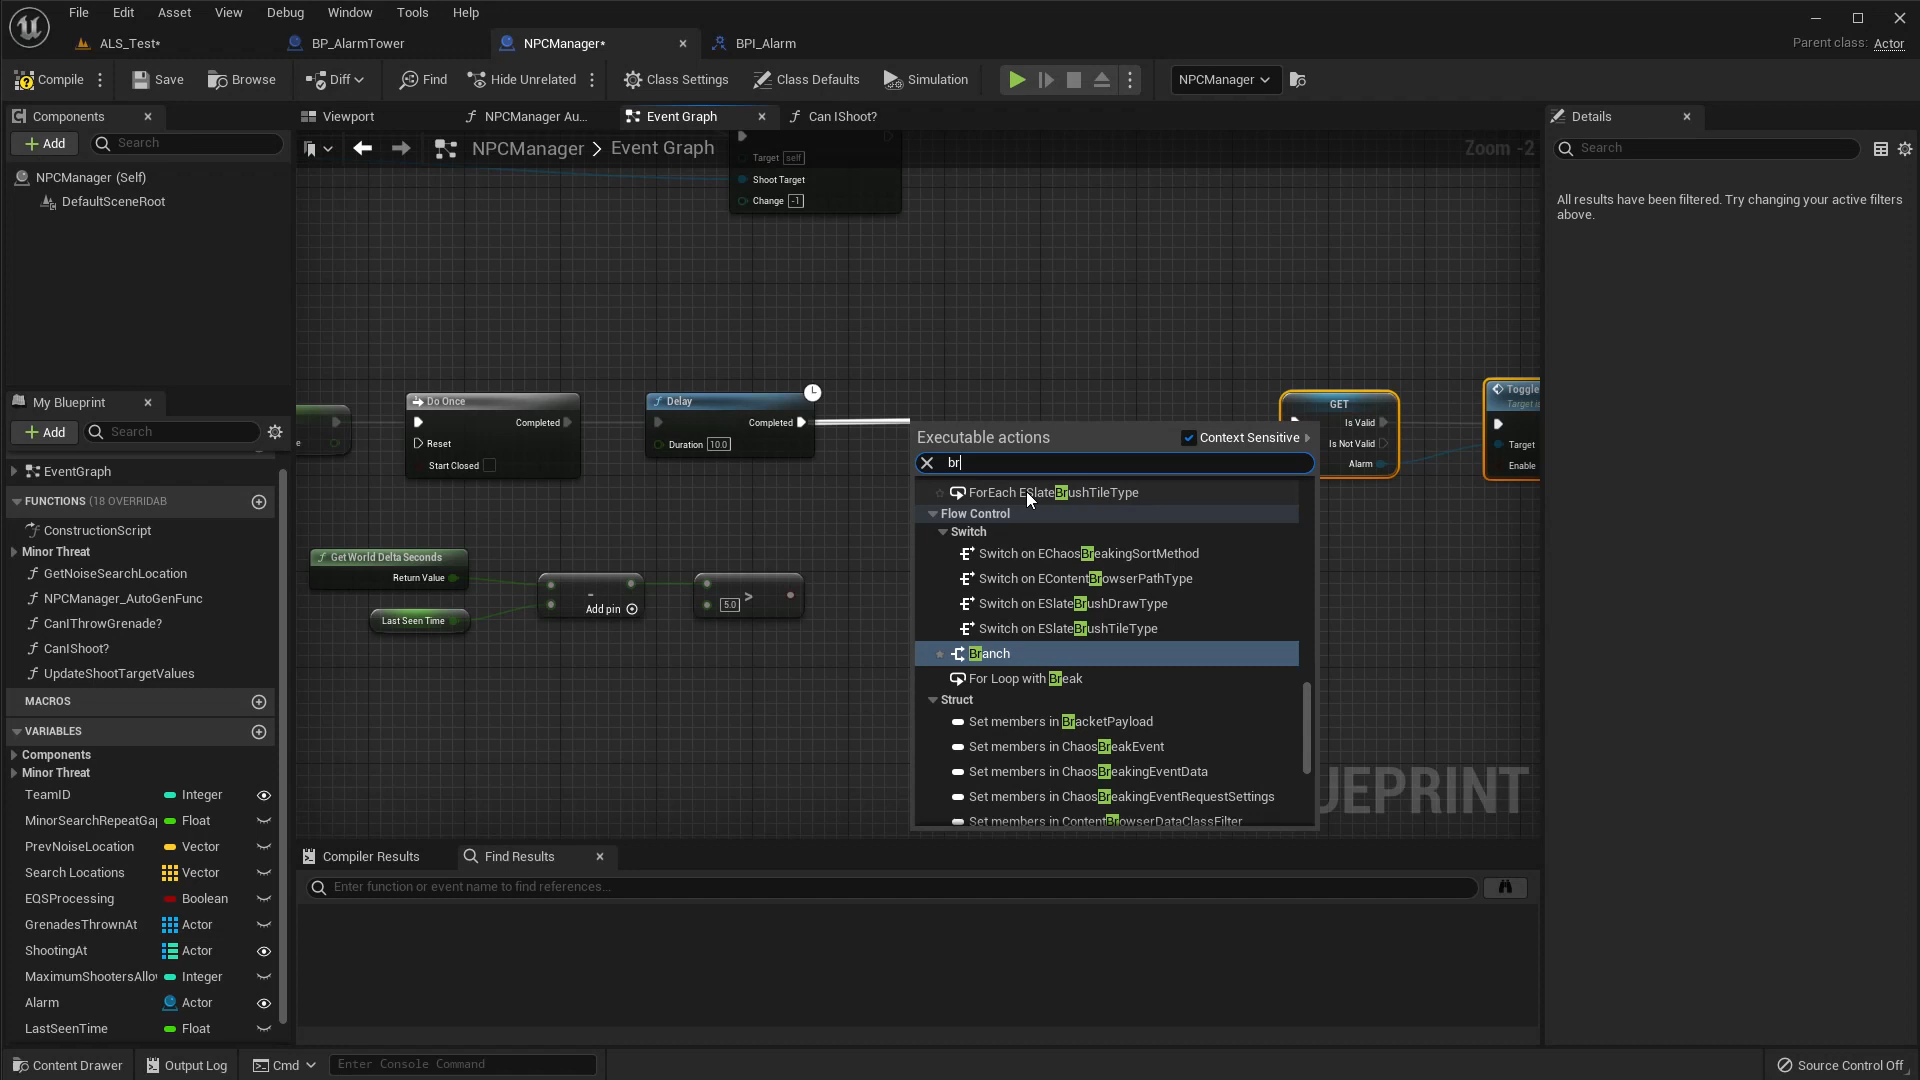 File Edit Asset View Debug Window Tools Help
ALS_Test* BP_AlarmTower NPCManager* BPI_Alarm Parent class: Actor
Compile Save Browse Diff Find Hide Unrelated Class Settings Class Defaults Simulation NPCManager
Components
Add Search
NPCManager (Self)
DefaultSceneRoot
Viewport NPCManager Au... Event Graph Can IShoot?
NPCManager > Event Graph Zoom -2
Target self
Shoot Target
Change -1
Do Once
Completed
Reset
Start Closed
Delay
Completed
Duration 10.0
GET
Is Valid
Is Not Valid
Alarm
Toggle
Target is
Target
Enable
GetWorld Delta Seconds
Return Value
Last Seen Time
-
Add pin
5.0 >
Executable actions Context Sensitive
br
ForEach ESlateBrushTileType
Flow Control
Switch
Switch on EChaosBreakingSortMethod
Switch on EContentBrowserPathType
Switch on ESlateBrushDrawType
Switch on ESlateBrushTileType
Branch
For Loop with Break
Struct
Set members in BracketPayload
Set members in ChaosBreakEvent
Set members in ChaosBreakingEventData
Set members in ChaosBreakingEventRequestSettings
Set members in ContentBrowserDataClassFilter
UEPRINT
My Blueprint
Add Search
EventGraph
FUNCTIONS (18 OVERRIDAB
ConstructionScript
Minor Threat
GetNoiseSearchLocation
NPCManager_AutoGenFunc
CanIThrowGrenade?
CanIShoot?
UpdateShootTargetValues
MACROS
VARIABLES
Components
Minor Threat
TeamID Integer
MinorSearchRepeatGap Float
PrevNoiseLocation Vector
Search Locations Vector
EQSProcessing Boolean
GrenadesThrownAt Actor
ShootingAt Actor
MaximumShootersAllo Integer
Alarm Actor
LastSeenTime Float
Compiler Results Find Results
Enter function or event name to find references...
Details
Search
All results have been filtered. Try changing your active filters
above.
Content Drawer Output Log Cmd Enter Console Command Source Control Off